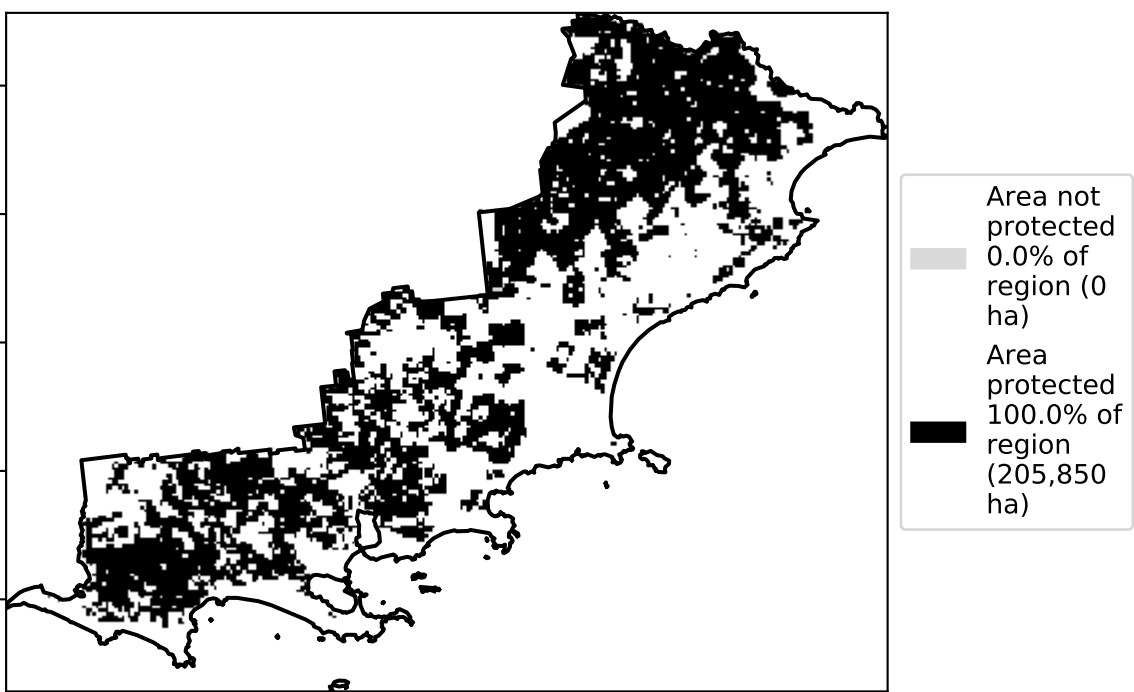 Area not
protected
0.0% of
region (0
ha)
Area
protected
100.0% of
region
(205,850
ha)